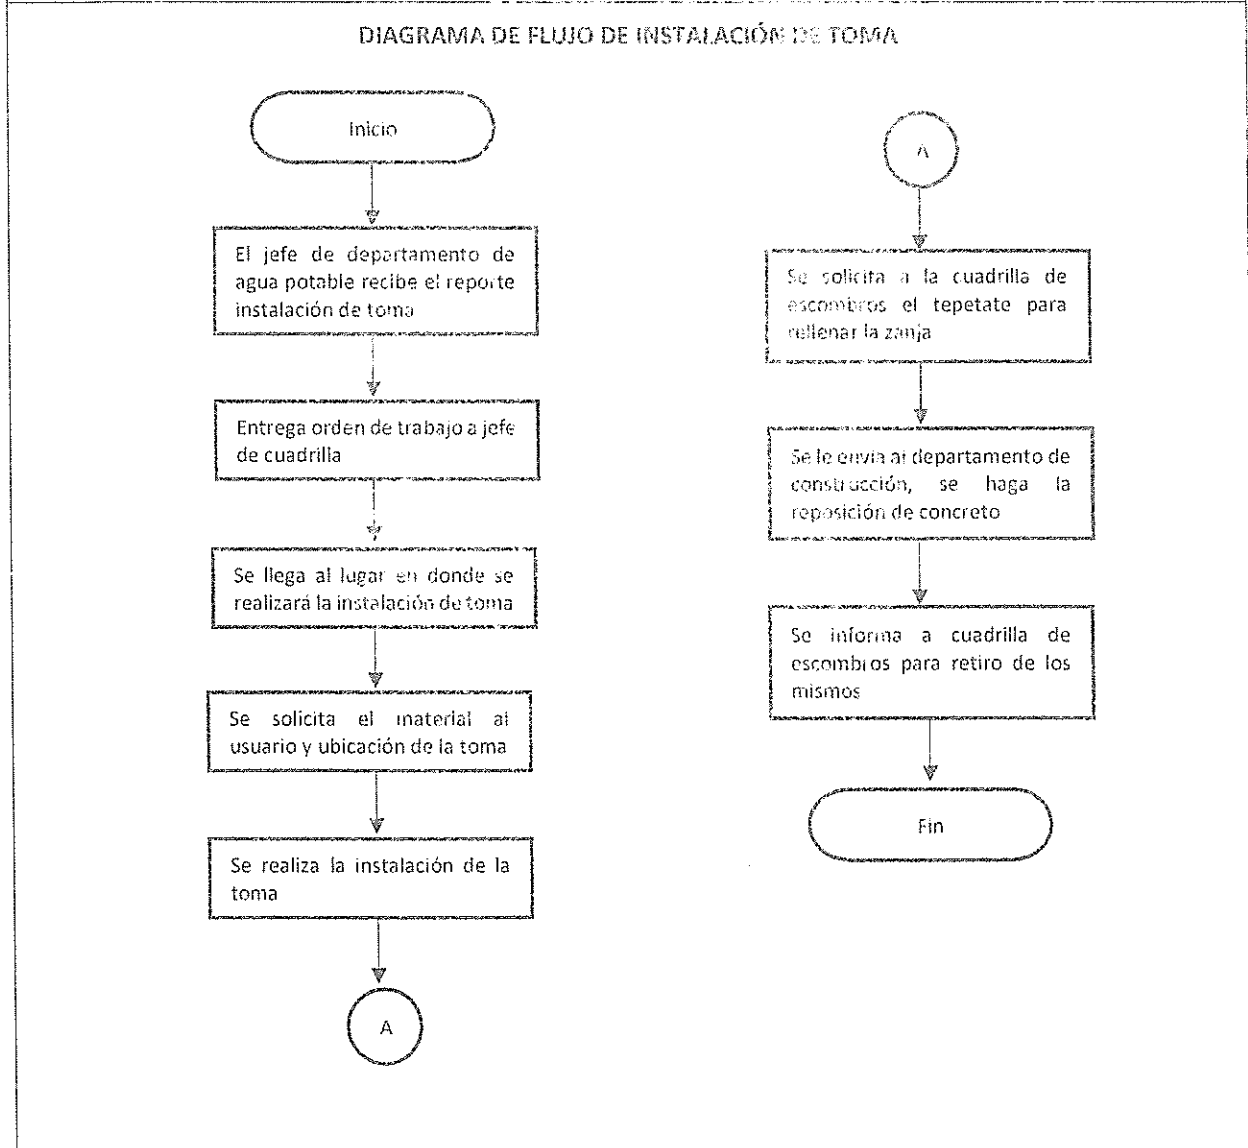 DIAGRAMA DE FLUJO DE INSTALACIÓN DE TOMA
Inicio
El jefe de departamento de
agua potable recibe el reporte
instalación de toma
Entrega orden de trabajo a jefe
de cuadrilla
Se llega al lugar en donde se
realizará la instalación de toma
Se solicita el material al
usuario y ubicación de la toma
Se realiza la instalación de la
toma
A
A
Se solicita a la cuadrilla de
escombros el tepetate para
rellenar la zanja
Se le envia al departamento de
construcción, se haga la
reposición de concreto
Se informa a cuadrilla de
escombros para retiro de los
mismos
Fin